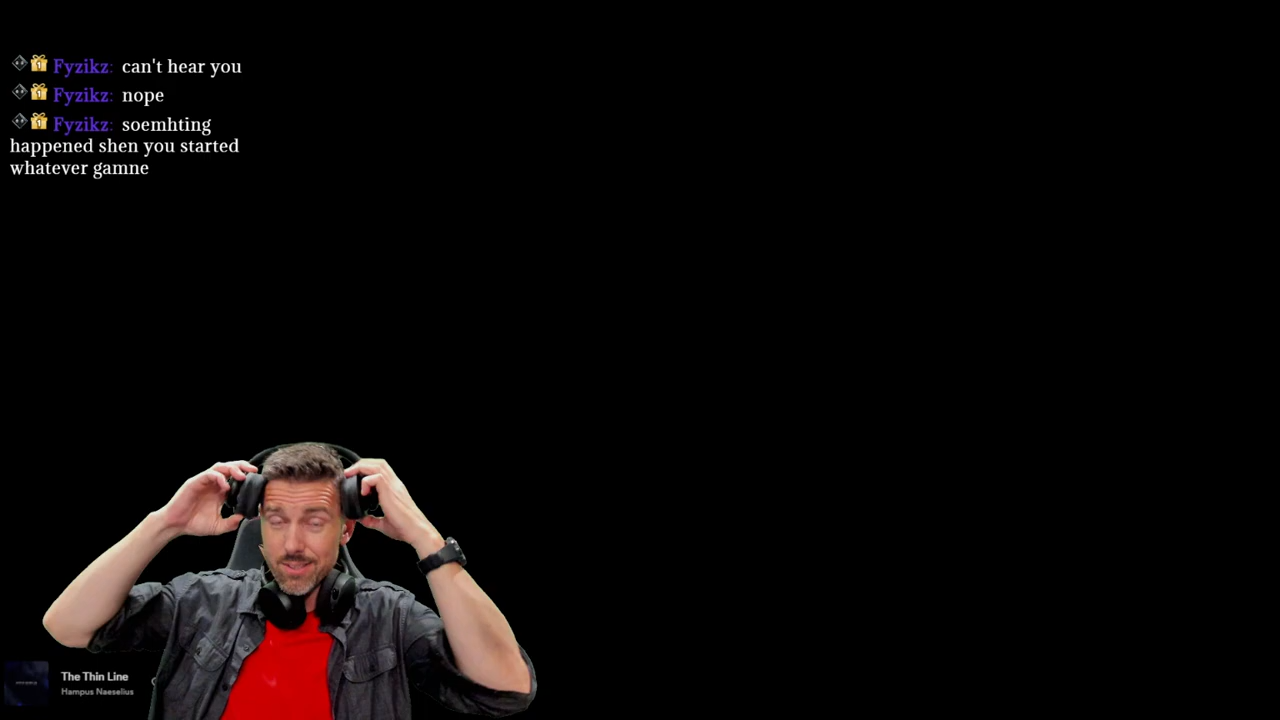 Fyzikz: can't hear you
Fyzikz: nope
Fyzikz: soemhting
happened shen you started
whatever gamne
The Thin Line
Hampus Naeselius